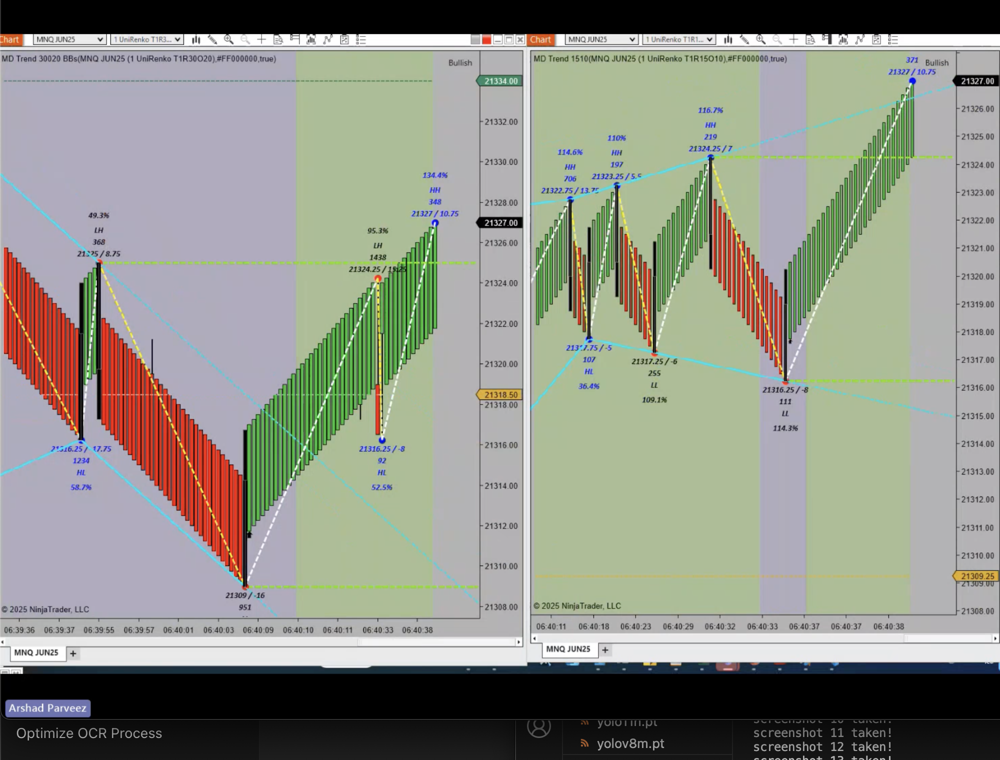 Chart
MNQ JUN25
1 UniRenko T1R3...
Chart
MNQ JUN25
1 UniRenko T1R1...
MD Trend 30020 BBs(MNQ JUN25 (1 UniRenko T1R30O20),#FF000000,true)
Bullish
21334.00
21332.00
21330.00
21328.00
21327.00
21326.00
21324.00
21322.00
21320.00
21318.50
21316.00
21314.00
21312.00
21310.00
21308.00
49.3%
LH
368
21325 / 8.75
134.4%
HH
348
21327 / 10.75
95.3%
LH
1438
21324.25 / 15.25
21316.25 / -17.75
1234
HL
58.7%
21316.25 / -8
92
HL
52.5%
21309 / -16
951
© 2025 NinjaTrader, LLC
06:39:36
06:39:37
06:39:55
06:39:57
06:40:01
06:40:03
06:40:09
06:40:10
06:40:11
06:40:33
06:40:38
MNQ JUN25
+
MD Trend 1510(MNQ JUN25 (1 UniRenko T1R15O10),#FF000000,true)
Bullish
371
21327 / 10.75
116.7%
HH
219
21324.25 / 7
110%
HH
197
21323.25 / 5.5
114.6%
HH
706
21322.75 / 13.75
21317.75 / -5
107
HL
36.4%
21317.25 / -6
255
LL
109.1%
21316.25 / -8
111
LL
114.3%
21327.00
21326.00
21325.00
21324.00
21323.00
21322.00
21321.00
21320.00
21319.00
21318.00
21317.00
21316.00
21315.00
21314.00
21313.00
21312.00
21311.00
21310.00
21309.25
21308.00
© 2025 NinjaTrader, LLC
06:40:11
06:40:18
06:40:23
06:40:29
06:40:32
06:40:33
06:40:37
06:40:38
MNQ JUN25
+
Arshad Parveez
Optimize OCR Process
yolo11n.pt
yolov8m.pt
screenshot 11 taken!
screenshot 12 taken!